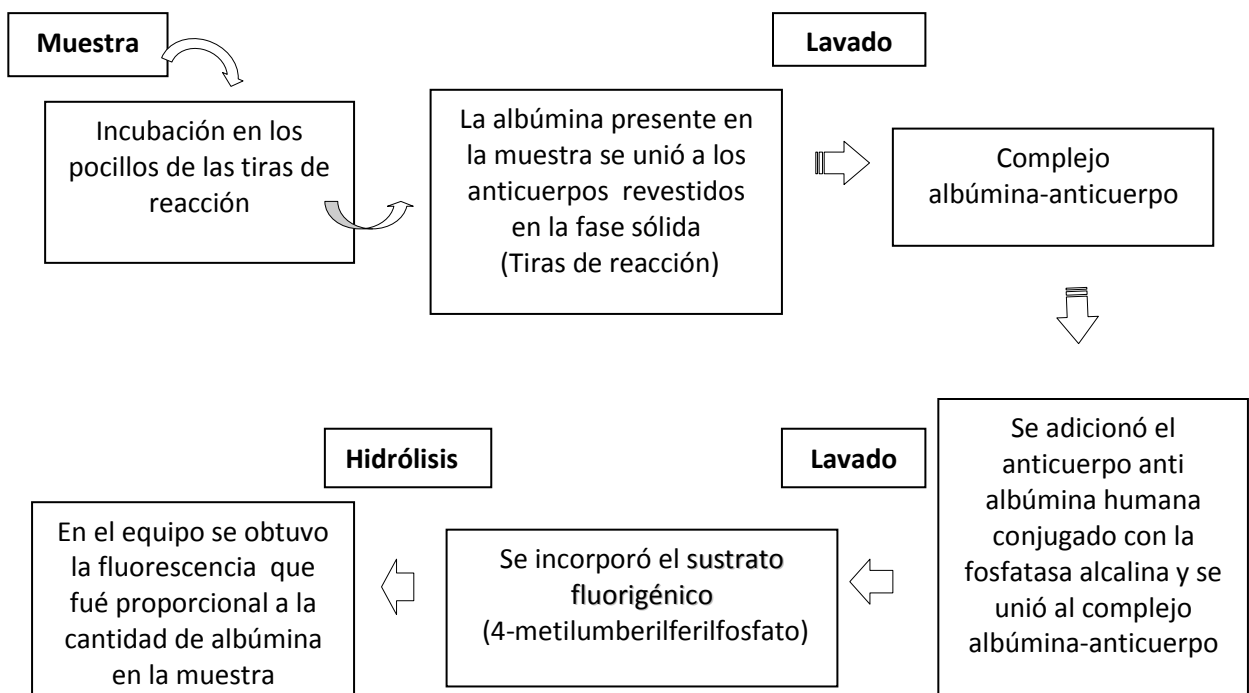 Muestra
Incubación en los
pocillos de las tiras de
reacción
La albúmina presente en
la muestra se unió a los
anticuerpos revestidos
en la fase sólida
(Tiras de reacción)
Lavado
Complejo
albúmina-anticuerpo
Se adicionó el
anticuerpo anti
albúmina humana
conjugado con la
fosfatasa alcalina y se
unió al complejo
albúmina-anticuerpo
Lavado
Se incorporó el sustrato
fluorigénico
(4-metilumberilferilfosfato)
Hidrólisis
En el equipo se obtuvo
la fluorescencia que
fué proporcional a la
cantidad de albúmina
en la muestra